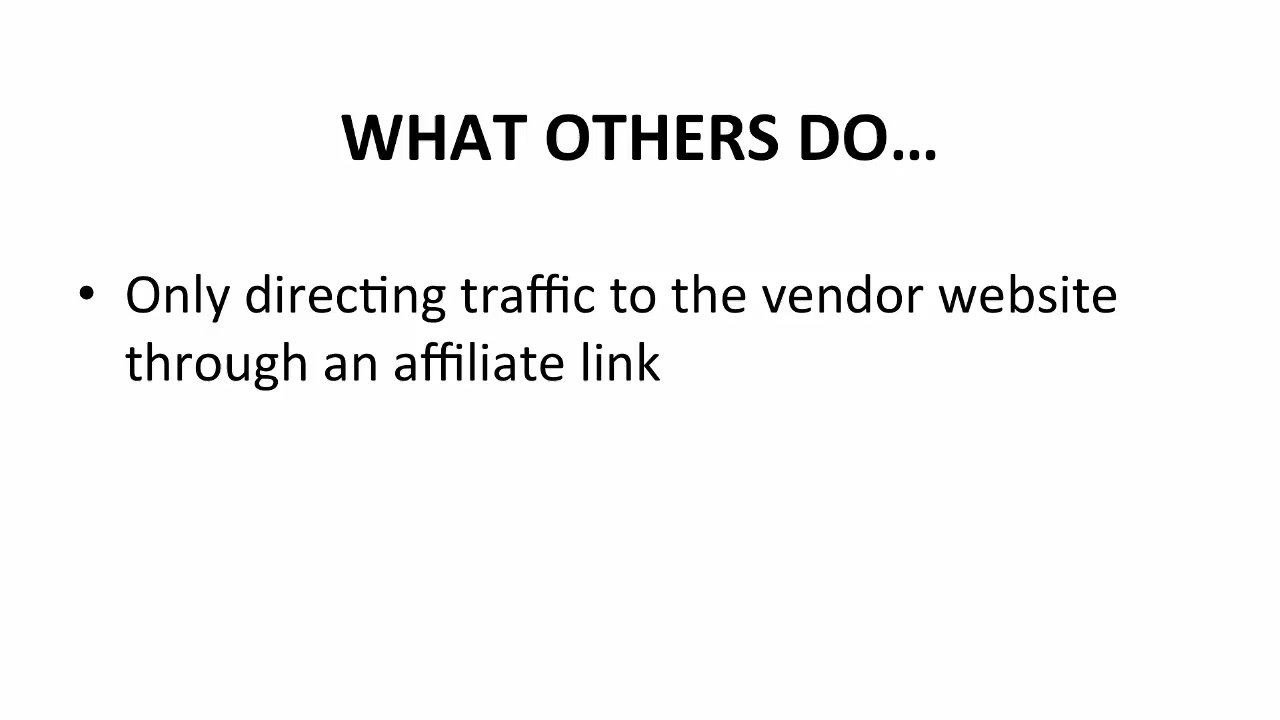 WHAT OTHERS DO...
• Only directing traffic to the vendor website
through an affiliate link